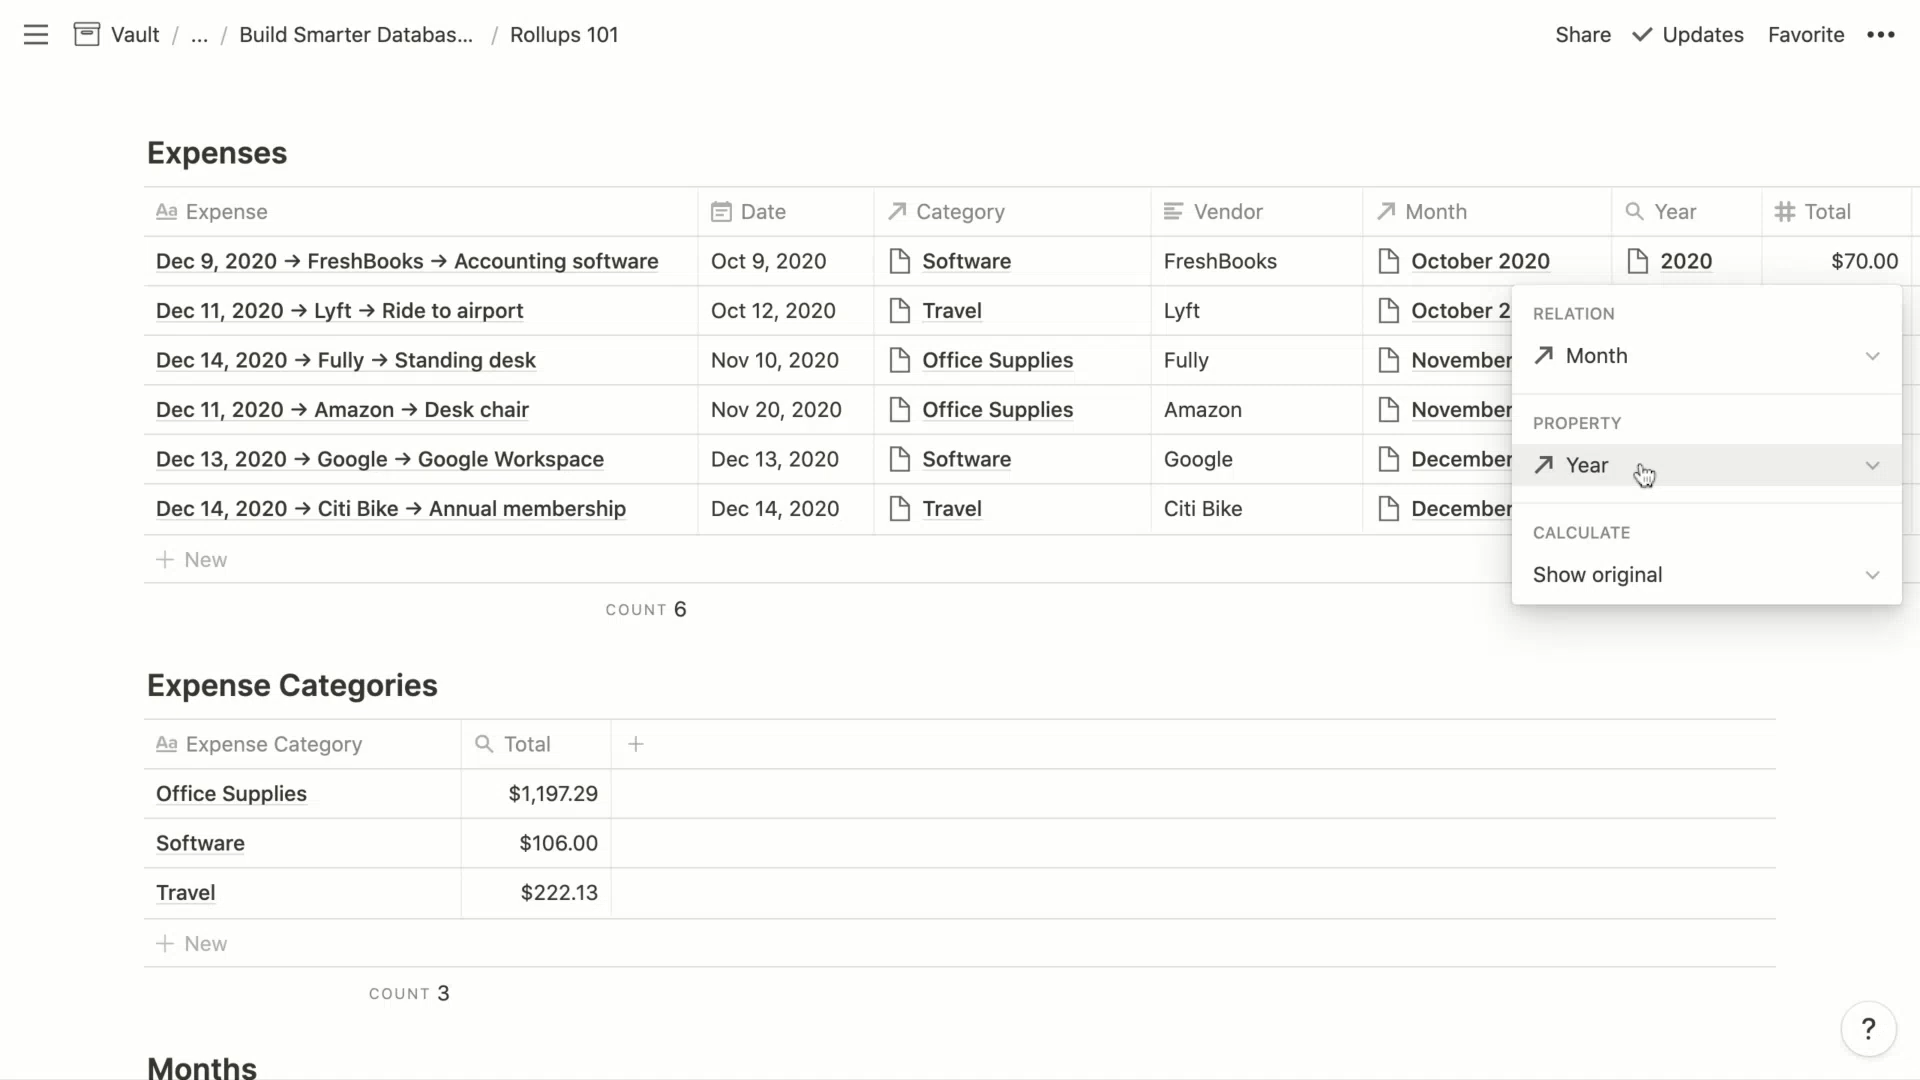 Vault / ... / Build Smarter Databas... / Rollups 101
Share Updates Favorite •••
Expenses
Aa Expense Date Category Vendor Month Year # Total
Dec 9, 2020 → FreshBooks → Accounting software Oct 9, 2020 Software FreshBooks October 2020 2020 $70.00
Dec 11, 2020 → Lyft → Ride to airport Oct 12, 2020 Travel Lyft October 2
Dec 14, 2020 → Fully → Standing desk Nov 10, 2020 Office Supplies Fully November
Dec 11, 2020 → Amazon → Desk chair Nov 20, 2020 Office Supplies Amazon November
Dec 13, 2020 → Google → Google Workspace Dec 13, 2020 Software Google December
Dec 14, 2020 → Citi Bike → Annual membership Dec 14, 2020 Travel Citi Bike December
+ New
COUNT 6
RELATION
Month
PROPERTY
Year
CALCULATE
Show original
Expense Categories
Aa Expense Category Total +
Office Supplies $1,197.29
Software $106.00
Travel $222.13
+ New
COUNT 3
?
Months